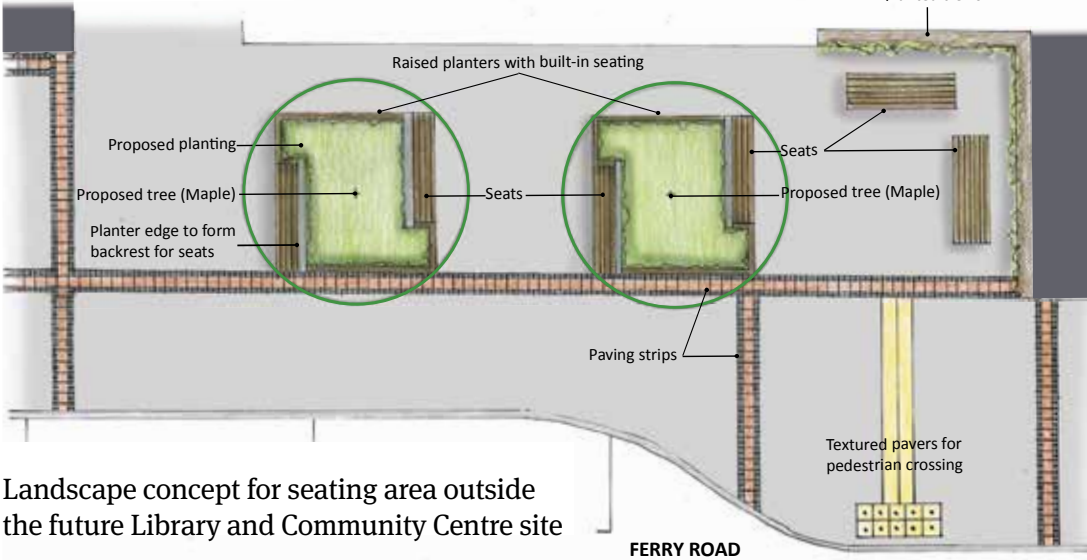 Raised planters with built-in seating
Proposed planting
Seats
Proposed tree (Maple)
Seats
Proposed tree (Maple)
Planter edge to form
backrest for seats
Paving strips
Textured pavers for
pedestrian crossing
Landscape concept for seating area outside
the future Library and Community Centre site
FERRY ROAD